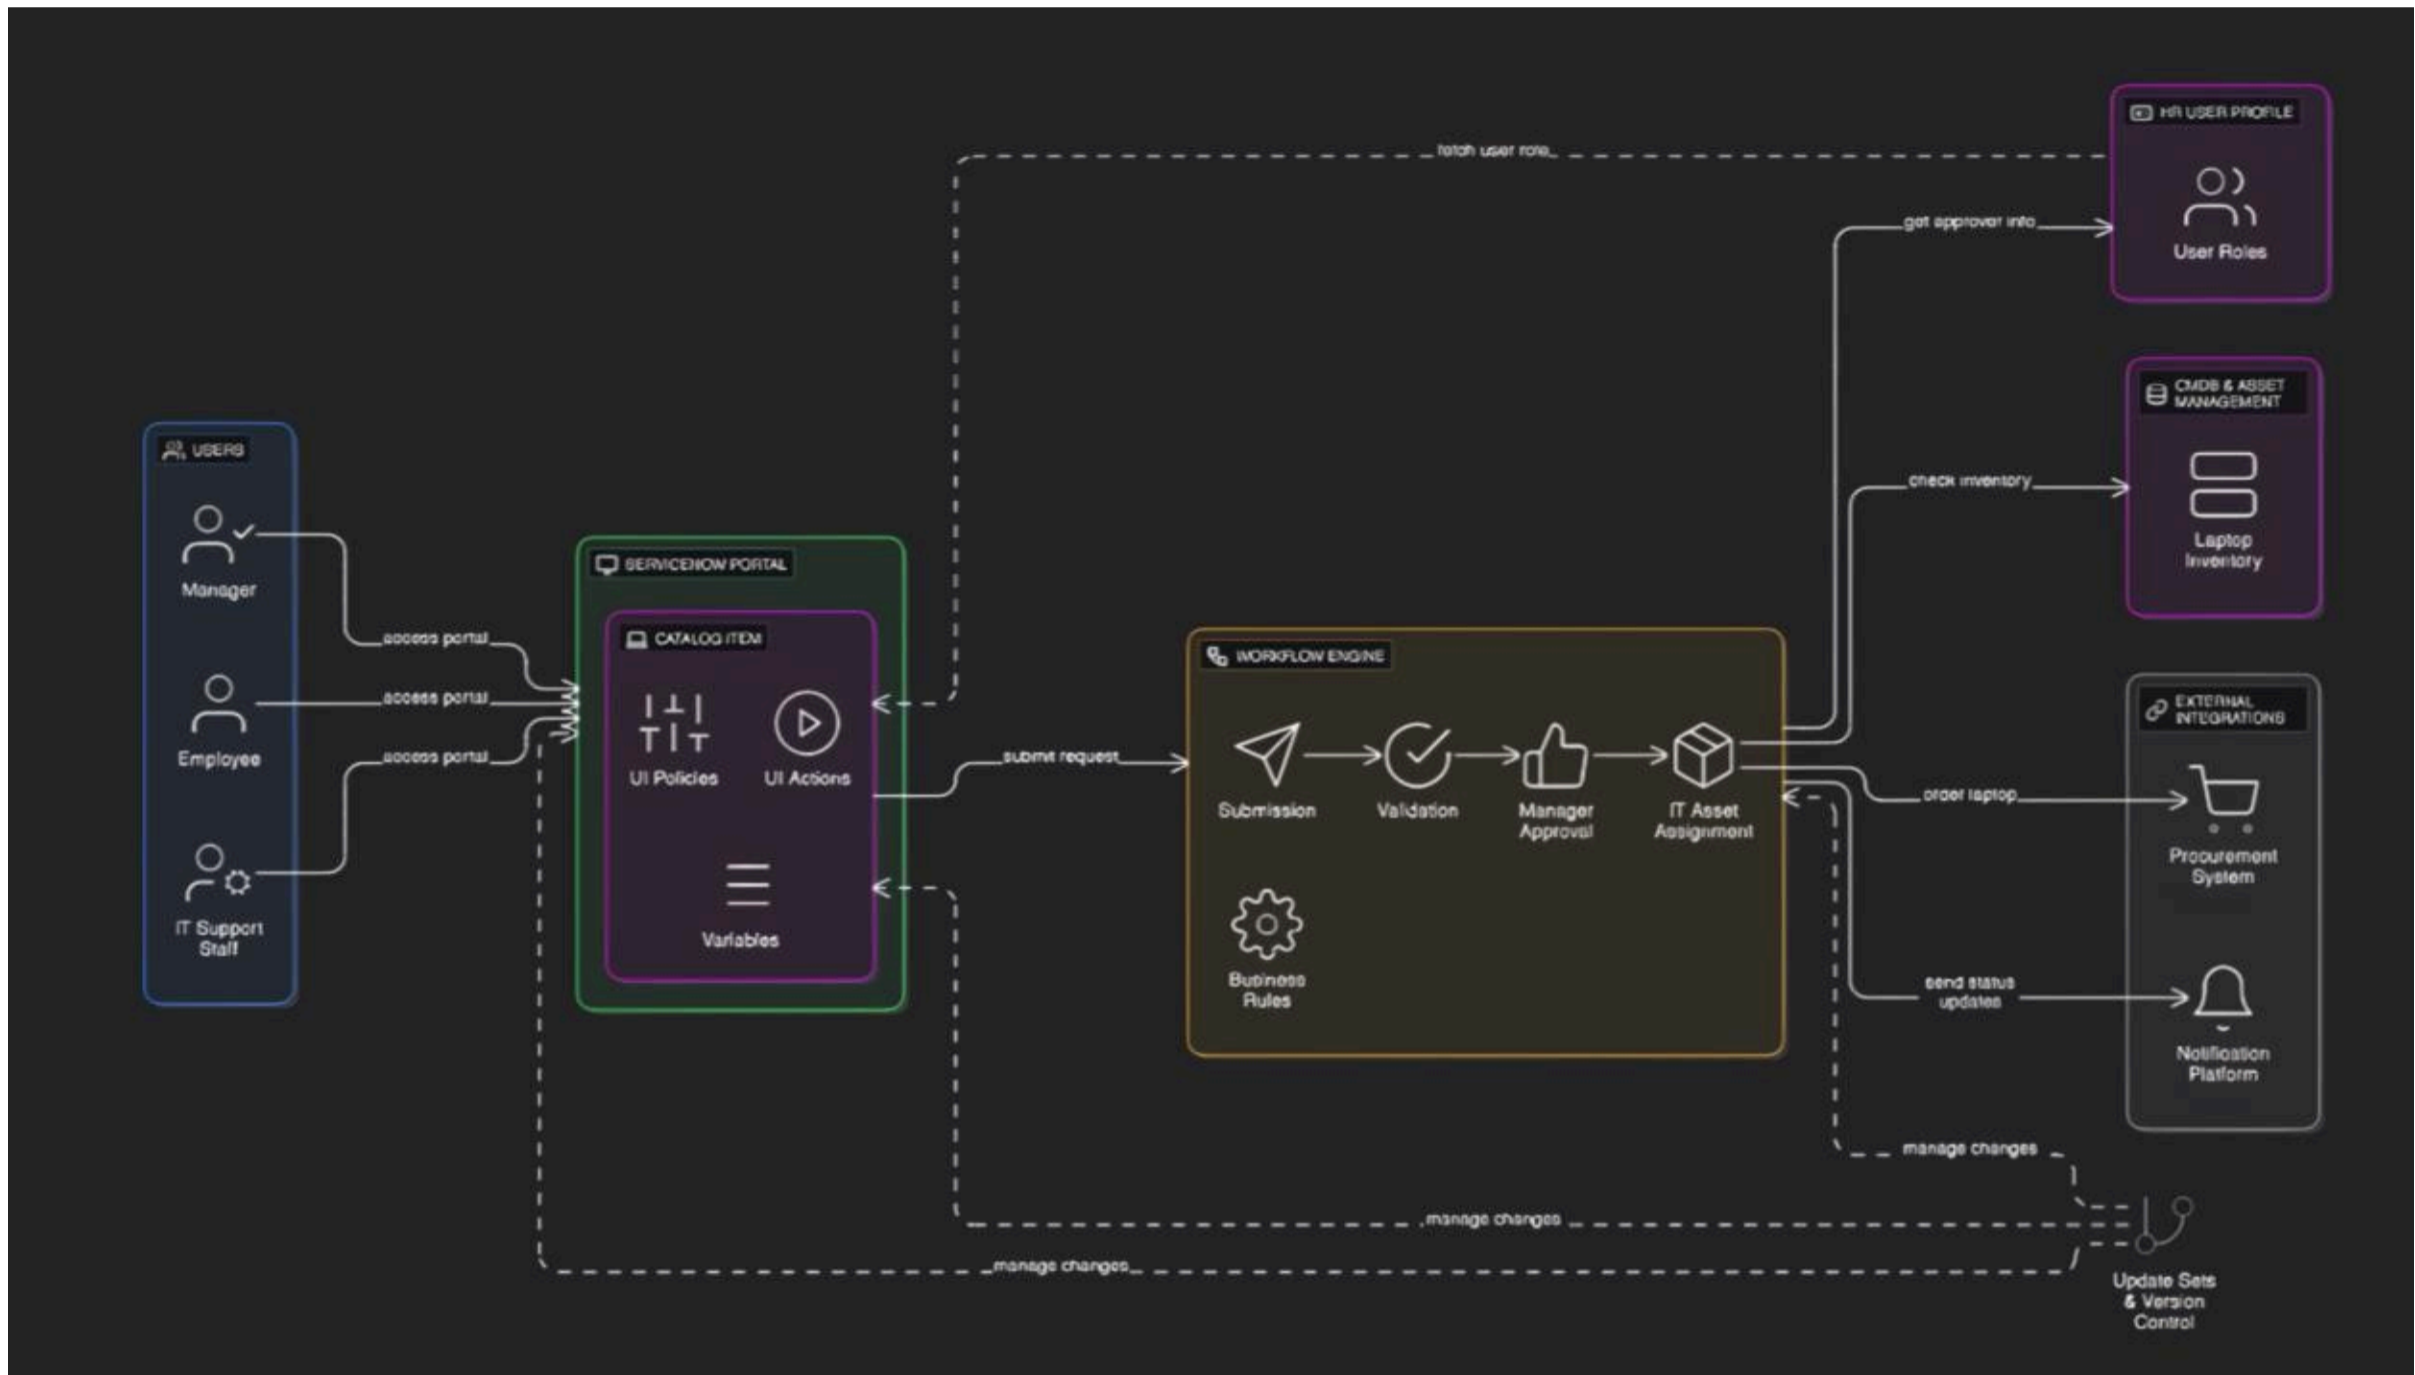 HR USER PROFILE
fetch user role
get approver info
User Roles
CMDB & ASSET
MANAGEMENT
check inventory
Laptop
Inventory
USERS
Manager
access portal
Employee
access portal
IT Support
Staff
access portal
SERVICENOW PORTAL
CATALOG ITEM
UI Policies
UI Actions
Variables
submit request
WORKFLOW ENGINE
Submission
Validation
Manager
Approval
IT Asset
Assignment
Business
Rules
EXTERNAL
INTEGRATIONS
order laptop
Procurement
System
send status
updates
Notification
Platform
manage changes
manage changes
manage changes
Update Sets
& Version
Control